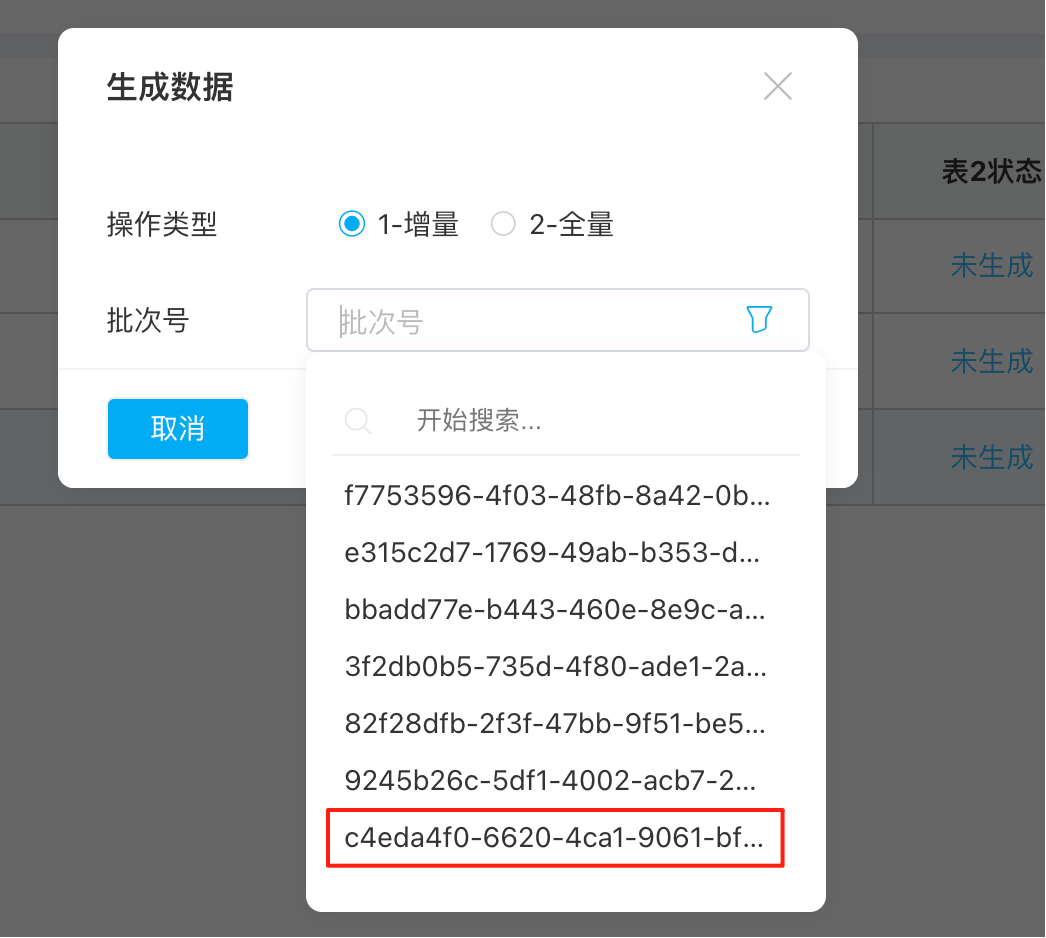 生成数据
表2状态
操作类型
1-增量
2-全量
未生成
批次号
批次号
未生成
取消
开始搜索...
未生成
f7753596-4f03-48fb-8a42-0b...
e315c2d7-1769-49ab-b353-d...
bbadd77e-b443-460e-8e9c-a...
3f2db0b5-735d-4f80-ade1-2a...
82f28dfb-2f3f-47bb-9f51-be5...
9245b26c-5df1-4002-acb7-2...
c4eda4f0-6620-4ca1-9061-bf...